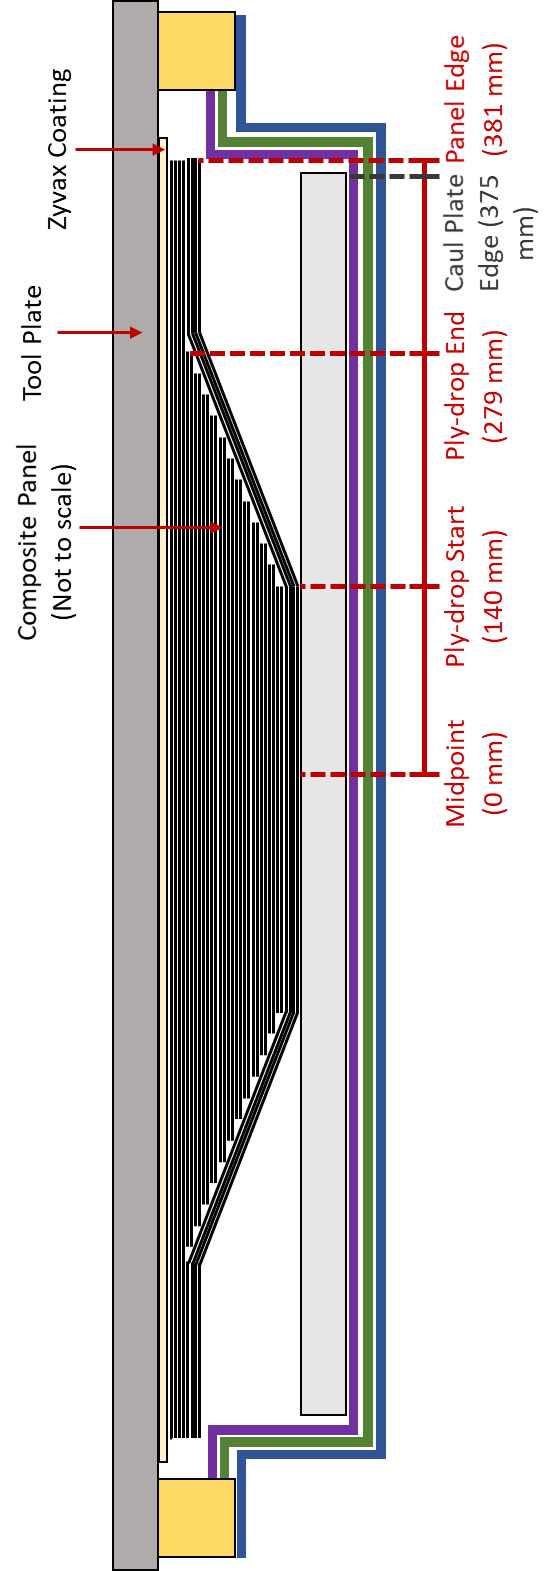 Zyvax Coating
Tool Plate
Composite Panel
(Not to scale)
Panel Edge
(381 mm)
Caul Plate
Edge (375
mm)
Ply-drop End
(279 mm)
Ply-drop Start
(140 mm)
Midpoint
(0 mm)